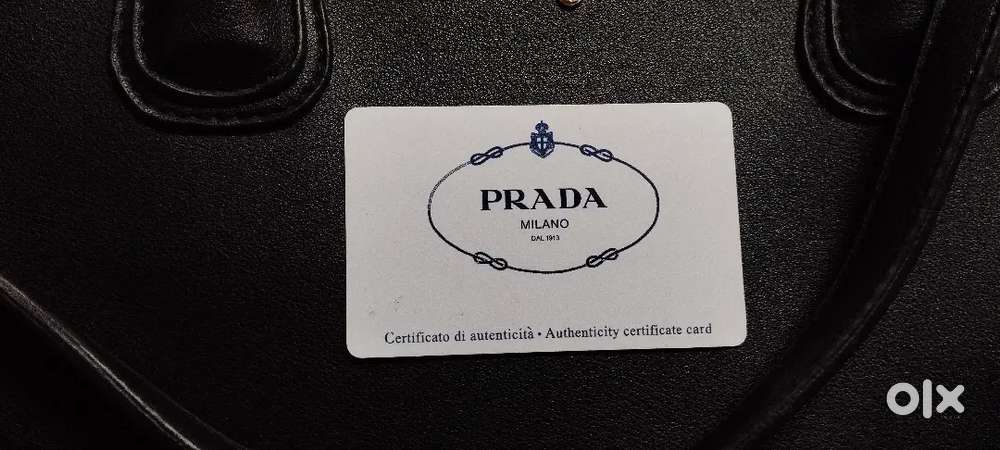 PRADA
MILANO
DAL 1913
Certificato di autenticità • Authenticity certificate card
olx